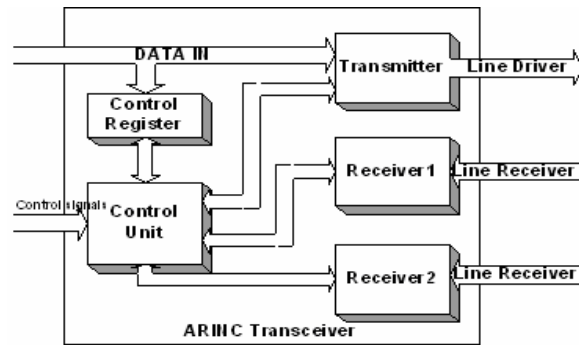 DATA IN
Transmitter
Line Driver
Control
Register
Receiver1
Line Receiver
Control signals
Control
Unit
Receiver2
Line Receiver
ARINC Transceiver